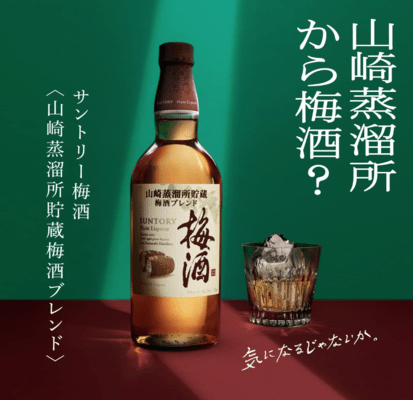 山崎蒸溜所
から梅酒？
サントリー梅酒
〈山崎蒸溜所貯蔵梅酒ブレンド〉
山崎蒸溜所貯蔵
梅酒ブレンド
SUNTORY
Plum Liqueur
梅酒
気になるじゃないか。